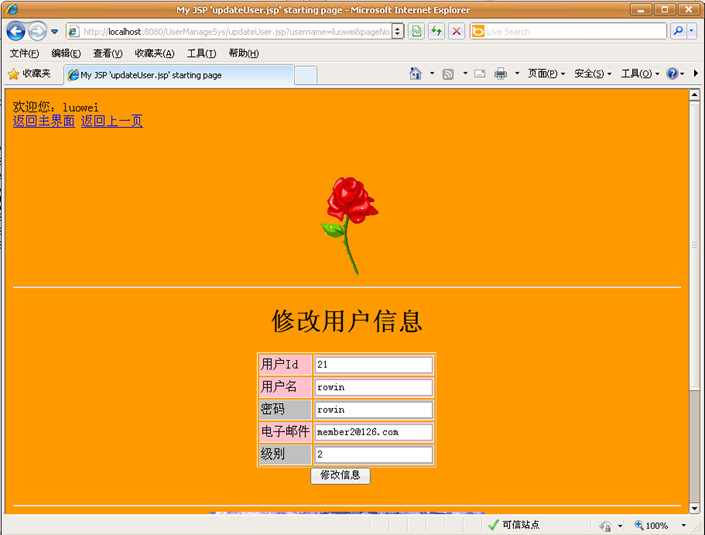 My JSP 'updateUser.jsp' starting page - Microsoft Internet Explorer
http://localhost:8080/UserManageSys/updateUser.jsp?username=luowei&pageNo
Live Search
文件(F) 编辑(E) 查看(V) 收藏夹(A) 工具(T) 帮助(H)
收藏夹 My JSP 'updateUser.jsp' starting page 页面(P) 安全(S) 工具(O)
欢迎您：luowei
返回主界面 返回上一页
修改用户信息
用户Id 21
用户名 rowin
密码 rowin
电子邮件 member2@126.com
级别 2
修改信息
可信站点 100%